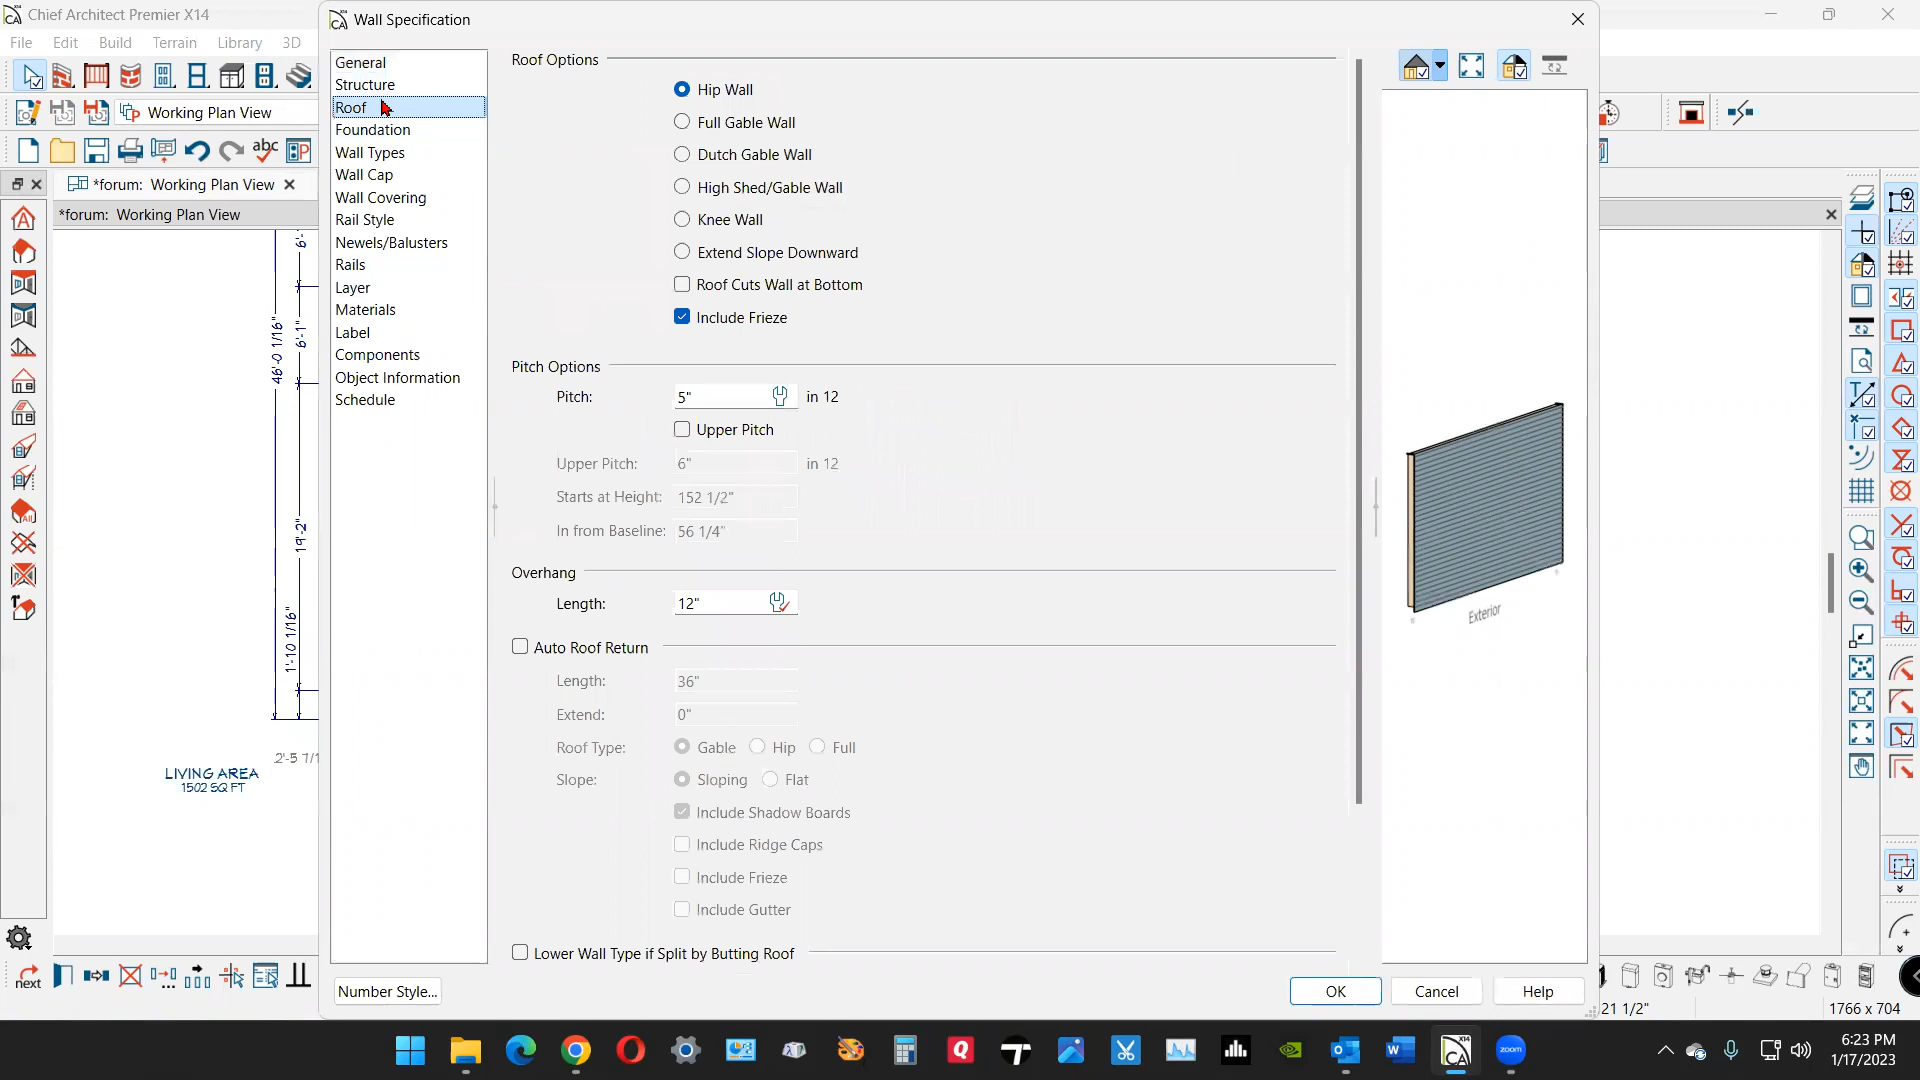 Chief Architect Premier X14
Wall Specification
File Edit Build Terrain Library 3D
General
Structure
Roof
Foundation
Wall Types
Wall Cap
Wall Covering
Rail Style
Newels/Balusters
Rails
Layer
Materials
Label
Components
Object Information
Schedule
Number Style...
Working Plan View
*forum: Working Plan View
*forum: Working Plan View
46'-0 1/16"
6'-
6'-1"
19'-2"
1'-10 1/16"
LIVING AREA
1502 SQ FT
next
Roof Options
Hip Wall
Full Gable Wall
Dutch Gable Wall
High Shed/Gable Wall
Knee Wall
Extend Slope Downward
Roof Cuts Wall at Bottom
Include Frieze
Pitch Options
Pitch: 5" in 12
Upper Pitch
Upper Pitch: 6" in 12
Starts at Height: 152 1/2"
In from Baseline: 56 1/4"
Overhang
Length: 12"
Auto Roof Return
Length: 36"
Extend: 0"
Roof Type: Gable Hip Full
Slope: Sloping Flat
Include Shadow Boards
Include Ridge Caps
Include Frieze
Include Gutter
Lower Wall Type if Split by Butting Roof
Exterior
OK Cancel Help
21 1/2" 1766 x 704
6:23 PM
1/17/2023